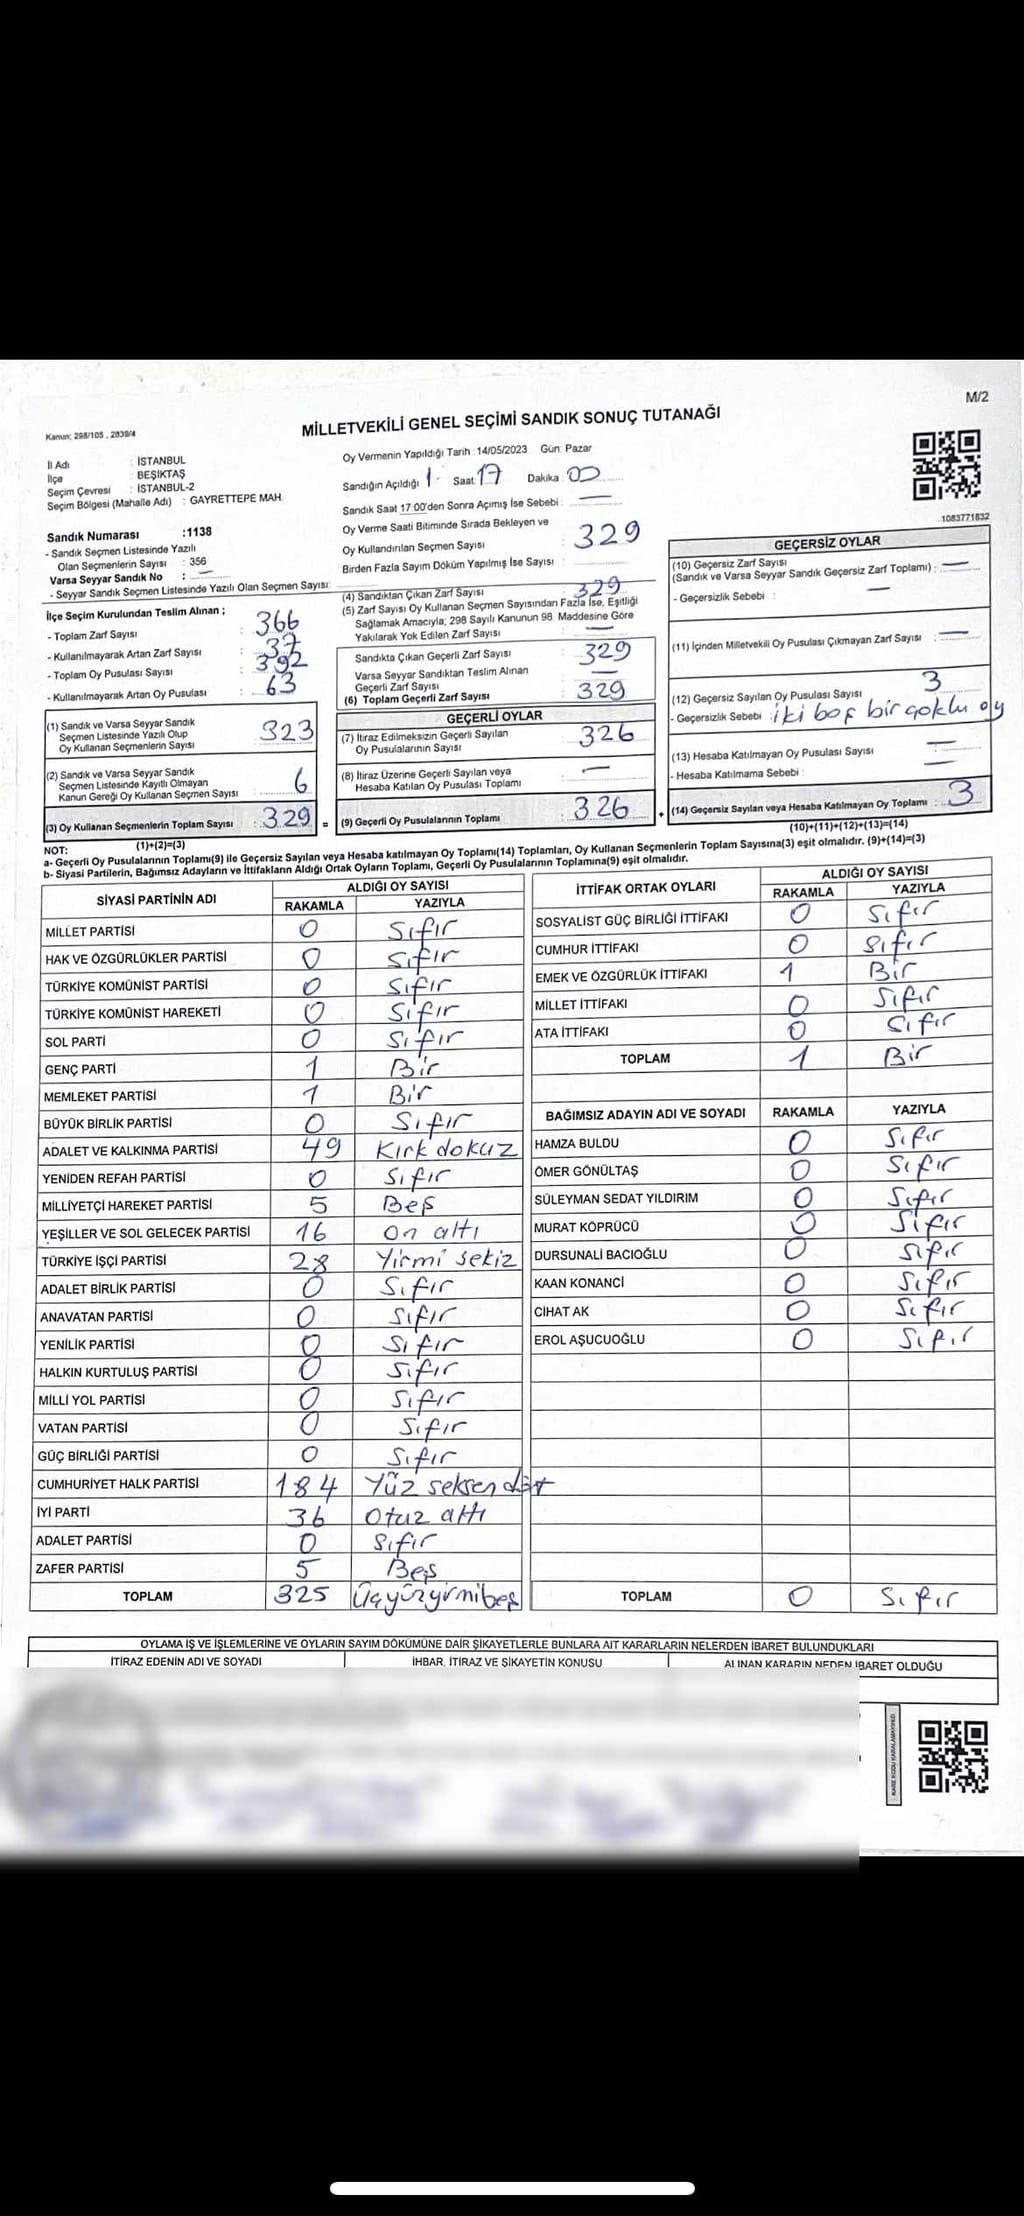 M/2
MİLLETVEKİLİ GENEL SEÇİMİ SANDIK SONUÇ TUTANAĞI
Kanun; 298/105 , 2839/4
İl Adı : İSTANBUL
İlçe : BEŞİKTAŞ
Seçim Çevresi : İSTANBUL-2
Seçim Bölgesi (Mahalle Adı) : GAYRETTEPE MAH.
Sandık Numarası :1138
- Sandık Seçmen Listesinde Yazılı
Olan Seçmenlerin Sayısı : 356
Varsa Seyyar Sandık No : —
- Seyyar Sandık Seçmen Listesinde Yazılı Olan Seçmen Sayısı:
Oy Vermenin Yapıldığı Tarih :14/05/2023 Gün: Pazar
Sandığın Açıldığı Saat: 17 Dakika : 00
Sandık Saat 17:00'den Sonra Açımış İse Sebebi : —
Oy Verme Saati Bitiminde Sırada Bekleyen ve
Oy Kullandırılan Seçmen Sayısı : 329
Birden Fazla Sayım Döküm Yapılmış İse Sayısı :
1083771832
İlçe Seçim Kurulundan Teslim Alınan ;
- Toplam Zarf Sayısı : 366
- Kullanılmayarak Artan Zarf Sayısı : 37
- Toplam Oy Pusulası Sayısı : 392
- Kullanılmayarak Artan Oy Pusulası : 63
(4) Sandıktan Çıkan Zarf Sayısı : 329
(5) Zarf Sayısı Oy Kullanan Seçmen Sayısından Fazla İse, Eşitliği
Sağlamak Amacıyla; 298 Sayılı Kanunun 98. Maddesine Göre
Yakılarak Yok Edilen Zarf Sayısı : —
Sandıkta Çıkan Geçerli Zarf Sayısı : 329
Varsa Seyyar Sandıktan Teslim Alınan
Geçerli Zarf Sayısı : —
(6) Toplam Geçerli Zarf Sayısı : 329
GEÇERSİZ OYLAR
(10) Geçersiz Zarf Sayısı
(Sandık ve Varsa Seyyar Sandık Geçersiz Zarf Toplamı) : —
- Geçersizlik Sebebi : —
(11) İçinden Milletvekili Oy Pusulası Çıkmayan Zarf Sayısı : —
(12) Geçersiz Sayılan Oy Pusulası Sayısı : 3
- Geçersizlik Sebebi : iki boş bir çoklu oy
(13) Hesaba Katılmayan Oy Pusulası Sayısı : —
- Hesaba Katılmama Sebebi : —
(14) Geçersiz Sayılan veya Hesaba Katılmayan Oy Toplamı : 3
(10)+(11)+(12)+(13)=(14)
(1) Sandık ve Varsa Seyyar Sandık
Seçmen Listesinde Yazılı Olup
Oy Kullanan Seçmenlerin Sayısı : 323
(2) Sandık ve Varsa Seyyar Sandık
Seçmen Listesinde Kayıtlı Olmayan
Kanun Gereği Oy Kullanan Seçmen Sayısı : 6
(3) Oy Kullanan Seçmenlerin Toplam Sayısı : 329 =
(1)+(2)=(3)
GEÇERLİ OYLAR
(7) İtiraz Edilmeksizin Geçerli Sayılan
Oy Pusulalarının Sayısı : 326
(8) İtiraz Üzerine Geçerli Sayılan veya
Hesaba Katılan Oy Pusulası Toplamı : —
(9) Geçerli Oy Pusulalarının Toplamı : 326 +
NOT:
a- Geçerli Oy Pusulalarının Toplamı(9) ile Geçersiz Sayılan veya Hesaba katılmayan Oy Toplamı(14) Toplamları, Oy Kullanan Seçmenlerin Toplam Sayısına(3) eşit olmalıdır. (9)+(14)=(3)
b- Siyasi Partilerin, Bağımsız Adayların ve İttifakların Aldığı Ortak Oyların Toplamı, Geçerli Oy Pusulalarının Toplamına(9) eşit olmalıdır.
SİYASİ PARTİNİN ADI ALDIĞI OY SAYISI
RAKAMLA YAZIYLA
MİLLET PARTİSİ 0 Sıfır
HAK VE ÖZGÜRLÜKLER PARTİSİ 0 Sıfır
TÜRKİYE KOMÜNİST PARTİSİ 0 Sıfır
TÜRKİYE KOMÜNİST HAREKETİ 0 Sıfır
SOL PARTİ 0 Sıfır
GENÇ PARTİ 1 Bir
MEMLEKET PARTİSİ 1 Bir
BÜYÜK BİRLİK PARTİSİ 0 Sıfır
ADALET VE KALKINMA PARTİSİ 49 Kırk dokuz
YENİDEN REFAH PARTİSİ 0 Sıfır
MİLLİYETÇİ HAREKET PARTİSİ 5 Beş
YEŞİLLER VE SOL GELECEK PARTİSİ 16 On altı
TÜRKİYE İŞÇİ PARTİSİ 28 Yirmi sekiz
ADALET BİRLİK PARTİSİ 0 Sıfır
ANAVATAN PARTİSİ 0 Sıfır
YENİLİK PARTİSİ 0 Sıfır
HALKIN KURTULUŞ PARTİSİ 0 Sıfır
MİLLİ YOL PARTİSİ 0 Sıfır
VATAN PARTİSİ 0 Sıfır
GÜÇ BİRLİĞİ PARTİSİ 0 Sıfır
CUMHURİYET HALK PARTİSİ 184 Yüz seksen dört
İYİ PARTİ 36 Otuz altı
ADALET PARTİSİ 0 Sıfır
ZAFER PARTİSİ 5 Beş
TOPLAM 325 Üçyüzyirmibeş
İTTİFAK ORTAK OYLARI ALDIĞI OY SAYISI
RAKAMLA YAZIYLA
SOSYALİST GÜÇ BİRLİĞİ İTTİFAKI 0 Sıfır
CUMHUR İTTİFAKI 0 Sıfır
EMEK VE ÖZGÜRLÜK İTTİFAKI 1 Bir
MİLLET İTTİFAKI 0 Sıfır
ATA İTTİFAKI 0 Sıfır
TOPLAM 1 Bir
BAĞIMSIZ ADAYIN ADI VE SOYADI RAKAMLA YAZIYLA
HAMZA BULDU 0 Sıfır
ÖMER GÖNÜLTAŞ 0 Sıfır
SÜLEYMAN SEDAT YILDIRIM 0 Sıfır
MURAT KÖPRÜCÜ 0 Sıfır
DURSUNALİ BACIOĞLU 0 Sıfır
KAAN KONANCİ 0 Sıfır
CİHAT AK 0 Sıfır
EROL AŞUCUOĞLU 0 Sıfır
TOPLAM 0 Sıfır
OYLAMA İŞ VE İŞLEMLERİNE VE OYLARIN SAYIM DÖKÜMÜNE DAİR ŞİKAYETLERLE BUNLARA AİT KARARLARIN NELERDEN İBARET BULUNDUKLARI
İTİRAZ EDENİN ADI VE SOYADI İHBAR, İTİRAZ VE ŞİKAYETİN KONUSU ALINAN KARARIN NEDEN İBARET OLDUĞU
KARE KODU KARALAMAYINIZ!